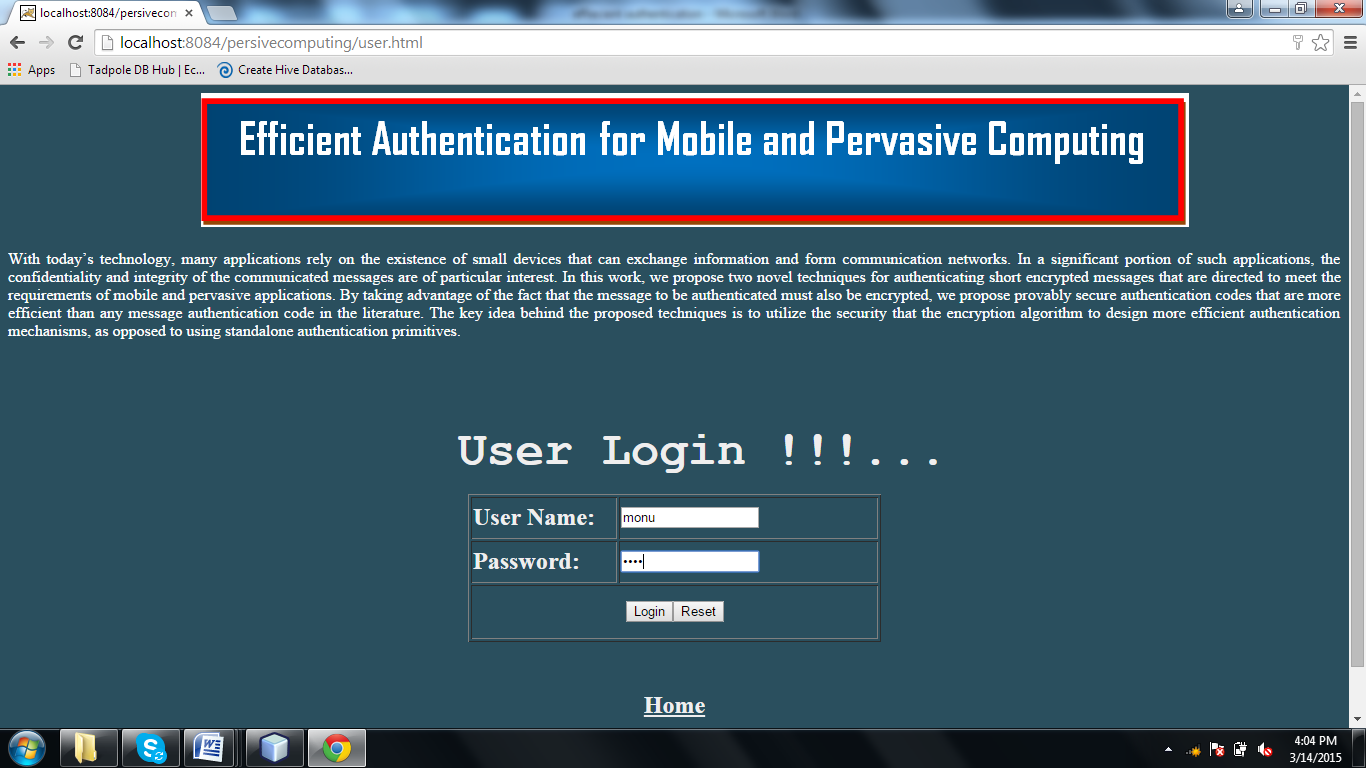 localhost:8084/persivecon
localhost:8084/persivecomputing/user.html
Apps Tadpole DB Hub | Ec... Create Hive Databas...
Efficient Authentication for Mobile and Pervasive Computing
With today's technology, many applications rely on the existence of small devices that can exchange information and form communication networks. In a significant portion of such applications, the
confidentiality and integrity of the communicated messages are of particular interest. In this work, we propose two novel techniques for authenticating short encrypted messages that are directed to meet the
requirements of mobile and pervasive applications. By taking advantage of the fact that the message to be authenticated must also be encrypted, we propose provably secure authentication codes that are more
efficient than any message authentication code in the literature. The key idea behind the proposed techniques is to utilize the security that the encryption algorithm to design more efficient authentication
mechanisms, as opposed to using standalone authentication primitives.
User Login !!!...
User Name: monu
Password: ••••
Login Reset
Home
4:04 PM
3/14/2015